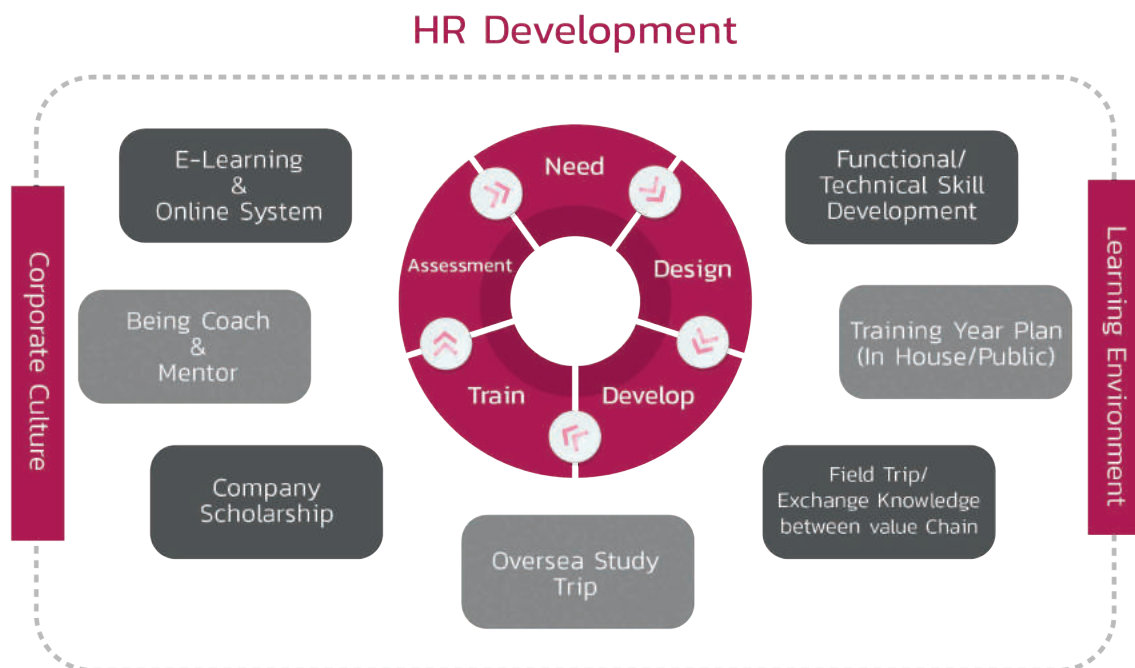 HR Development
E-Learning
&
Online System
Need
Functional/
Technical Skill
Development
Corporate Culture
Assessment
Design
Learning Environment
Being Coach
&
Mentor
Training Year Plan
(In House/Public)
Train
Develop
Company
Scholarship
Field Trip/
Exchange Knowledge
between value Chain
Oversea Study
Trip